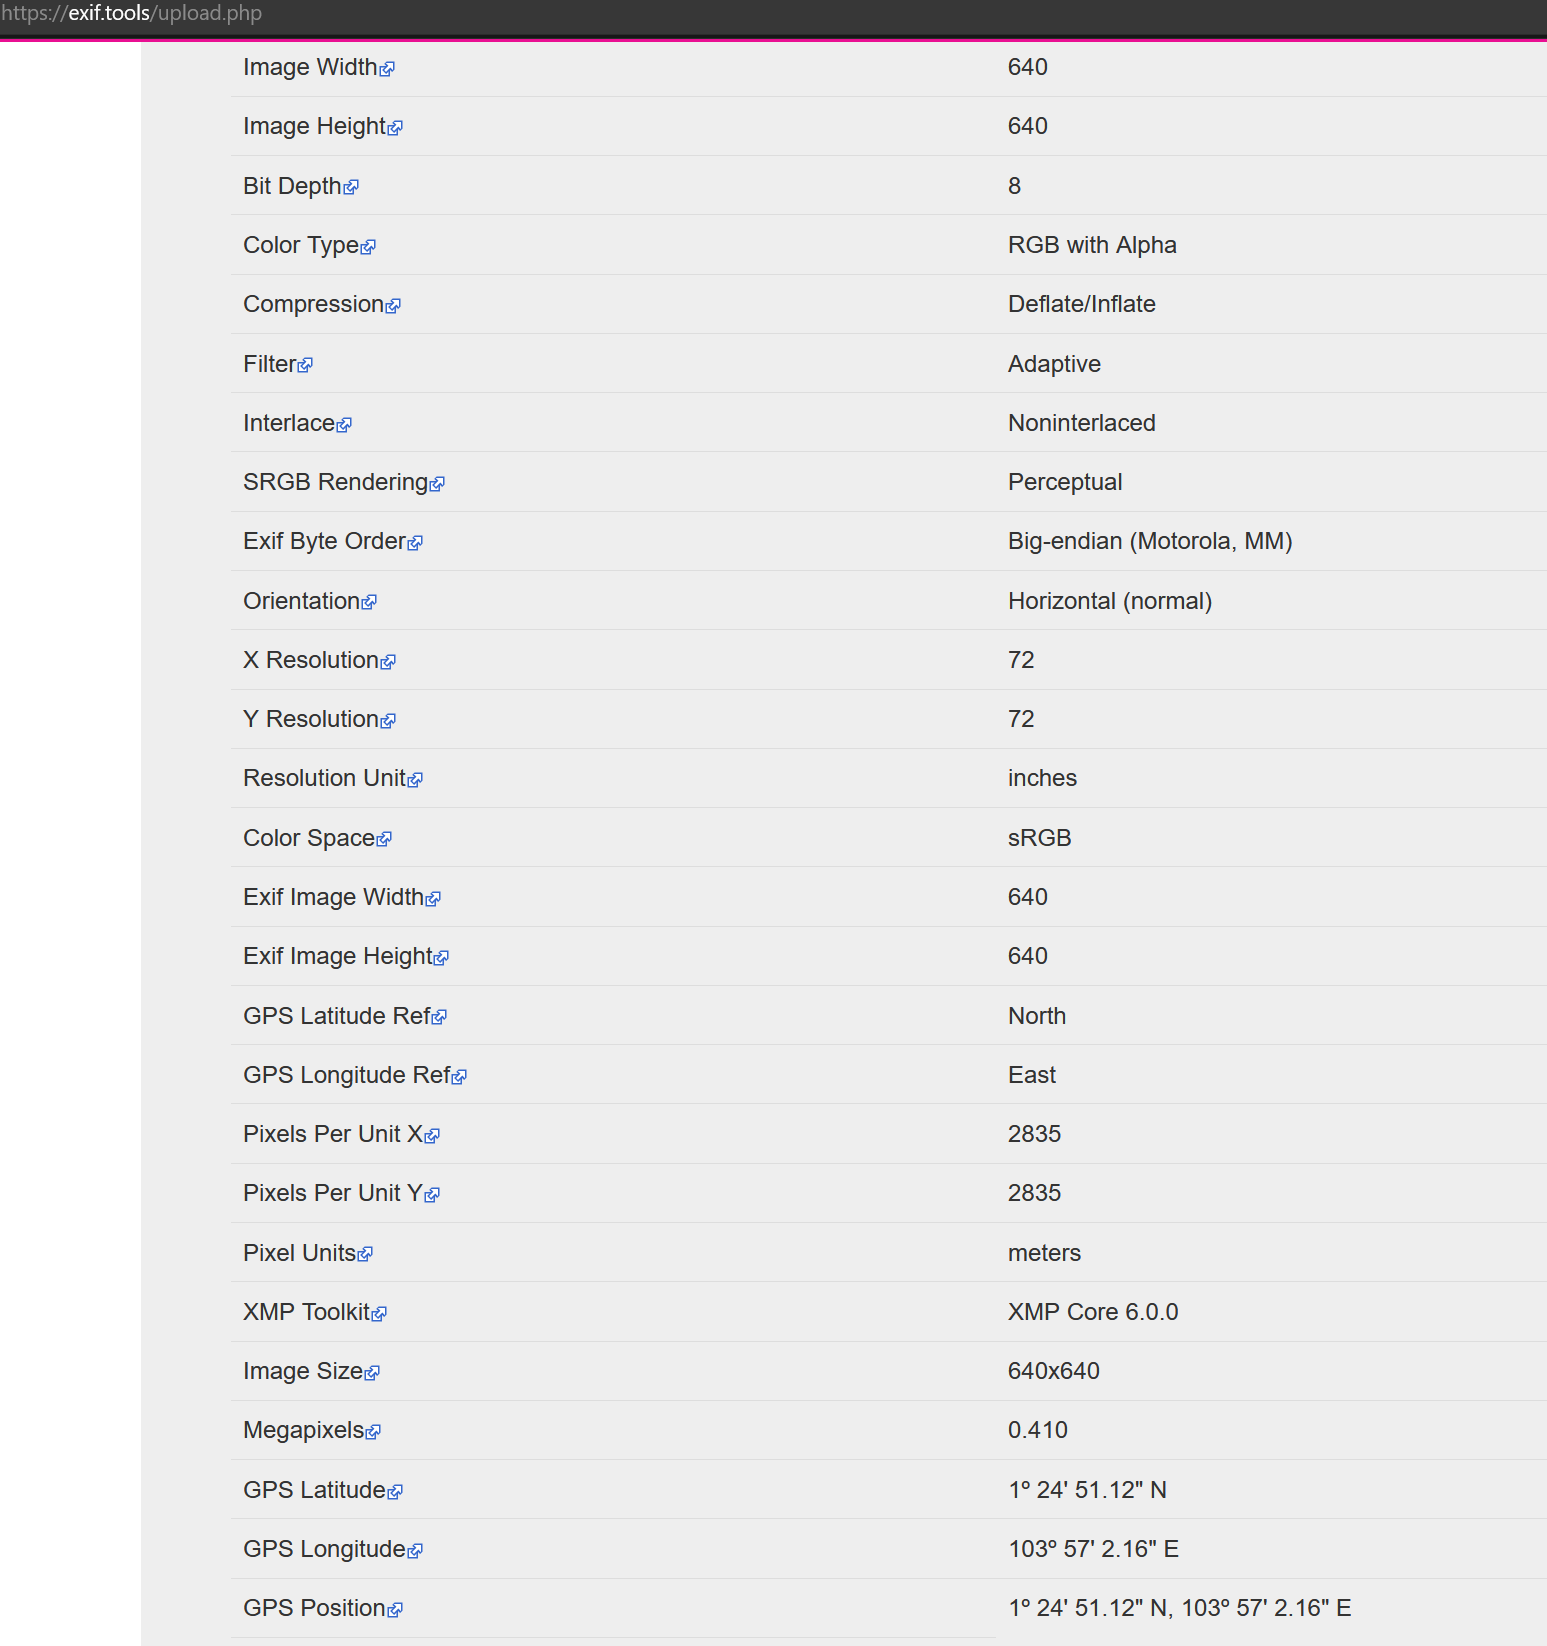 https://exif.tools/upload.php
Image Width 640
Image Height 640
Bit Depth 8
Color Type RGB with Alpha
Compression Deflate/Inflate
Filter Adaptive
Interlace Noninterlaced
SRGB Rendering Perceptual
Exif Byte Order Big-endian (Motorola, MM)
Orientation Horizontal (normal)
X Resolution 72
Y Resolution 72
Resolution Unit inches
Color Space sRGB
Exif Image Width 640
Exif Image Height 640
GPS Latitude Ref North
GPS Longitude Ref East
Pixels Per Unit X 2835
Pixels Per Unit Y 2835
Pixel Units meters
XMP Toolkit XMP Core 6.0.0
Image Size 640x640
Megapixels 0.410
GPS Latitude 1º 24' 51.12" N
GPS Longitude 103º 57' 2.16" E
GPS Position 1º 24' 51.12" N, 103º 57' 2.16" E